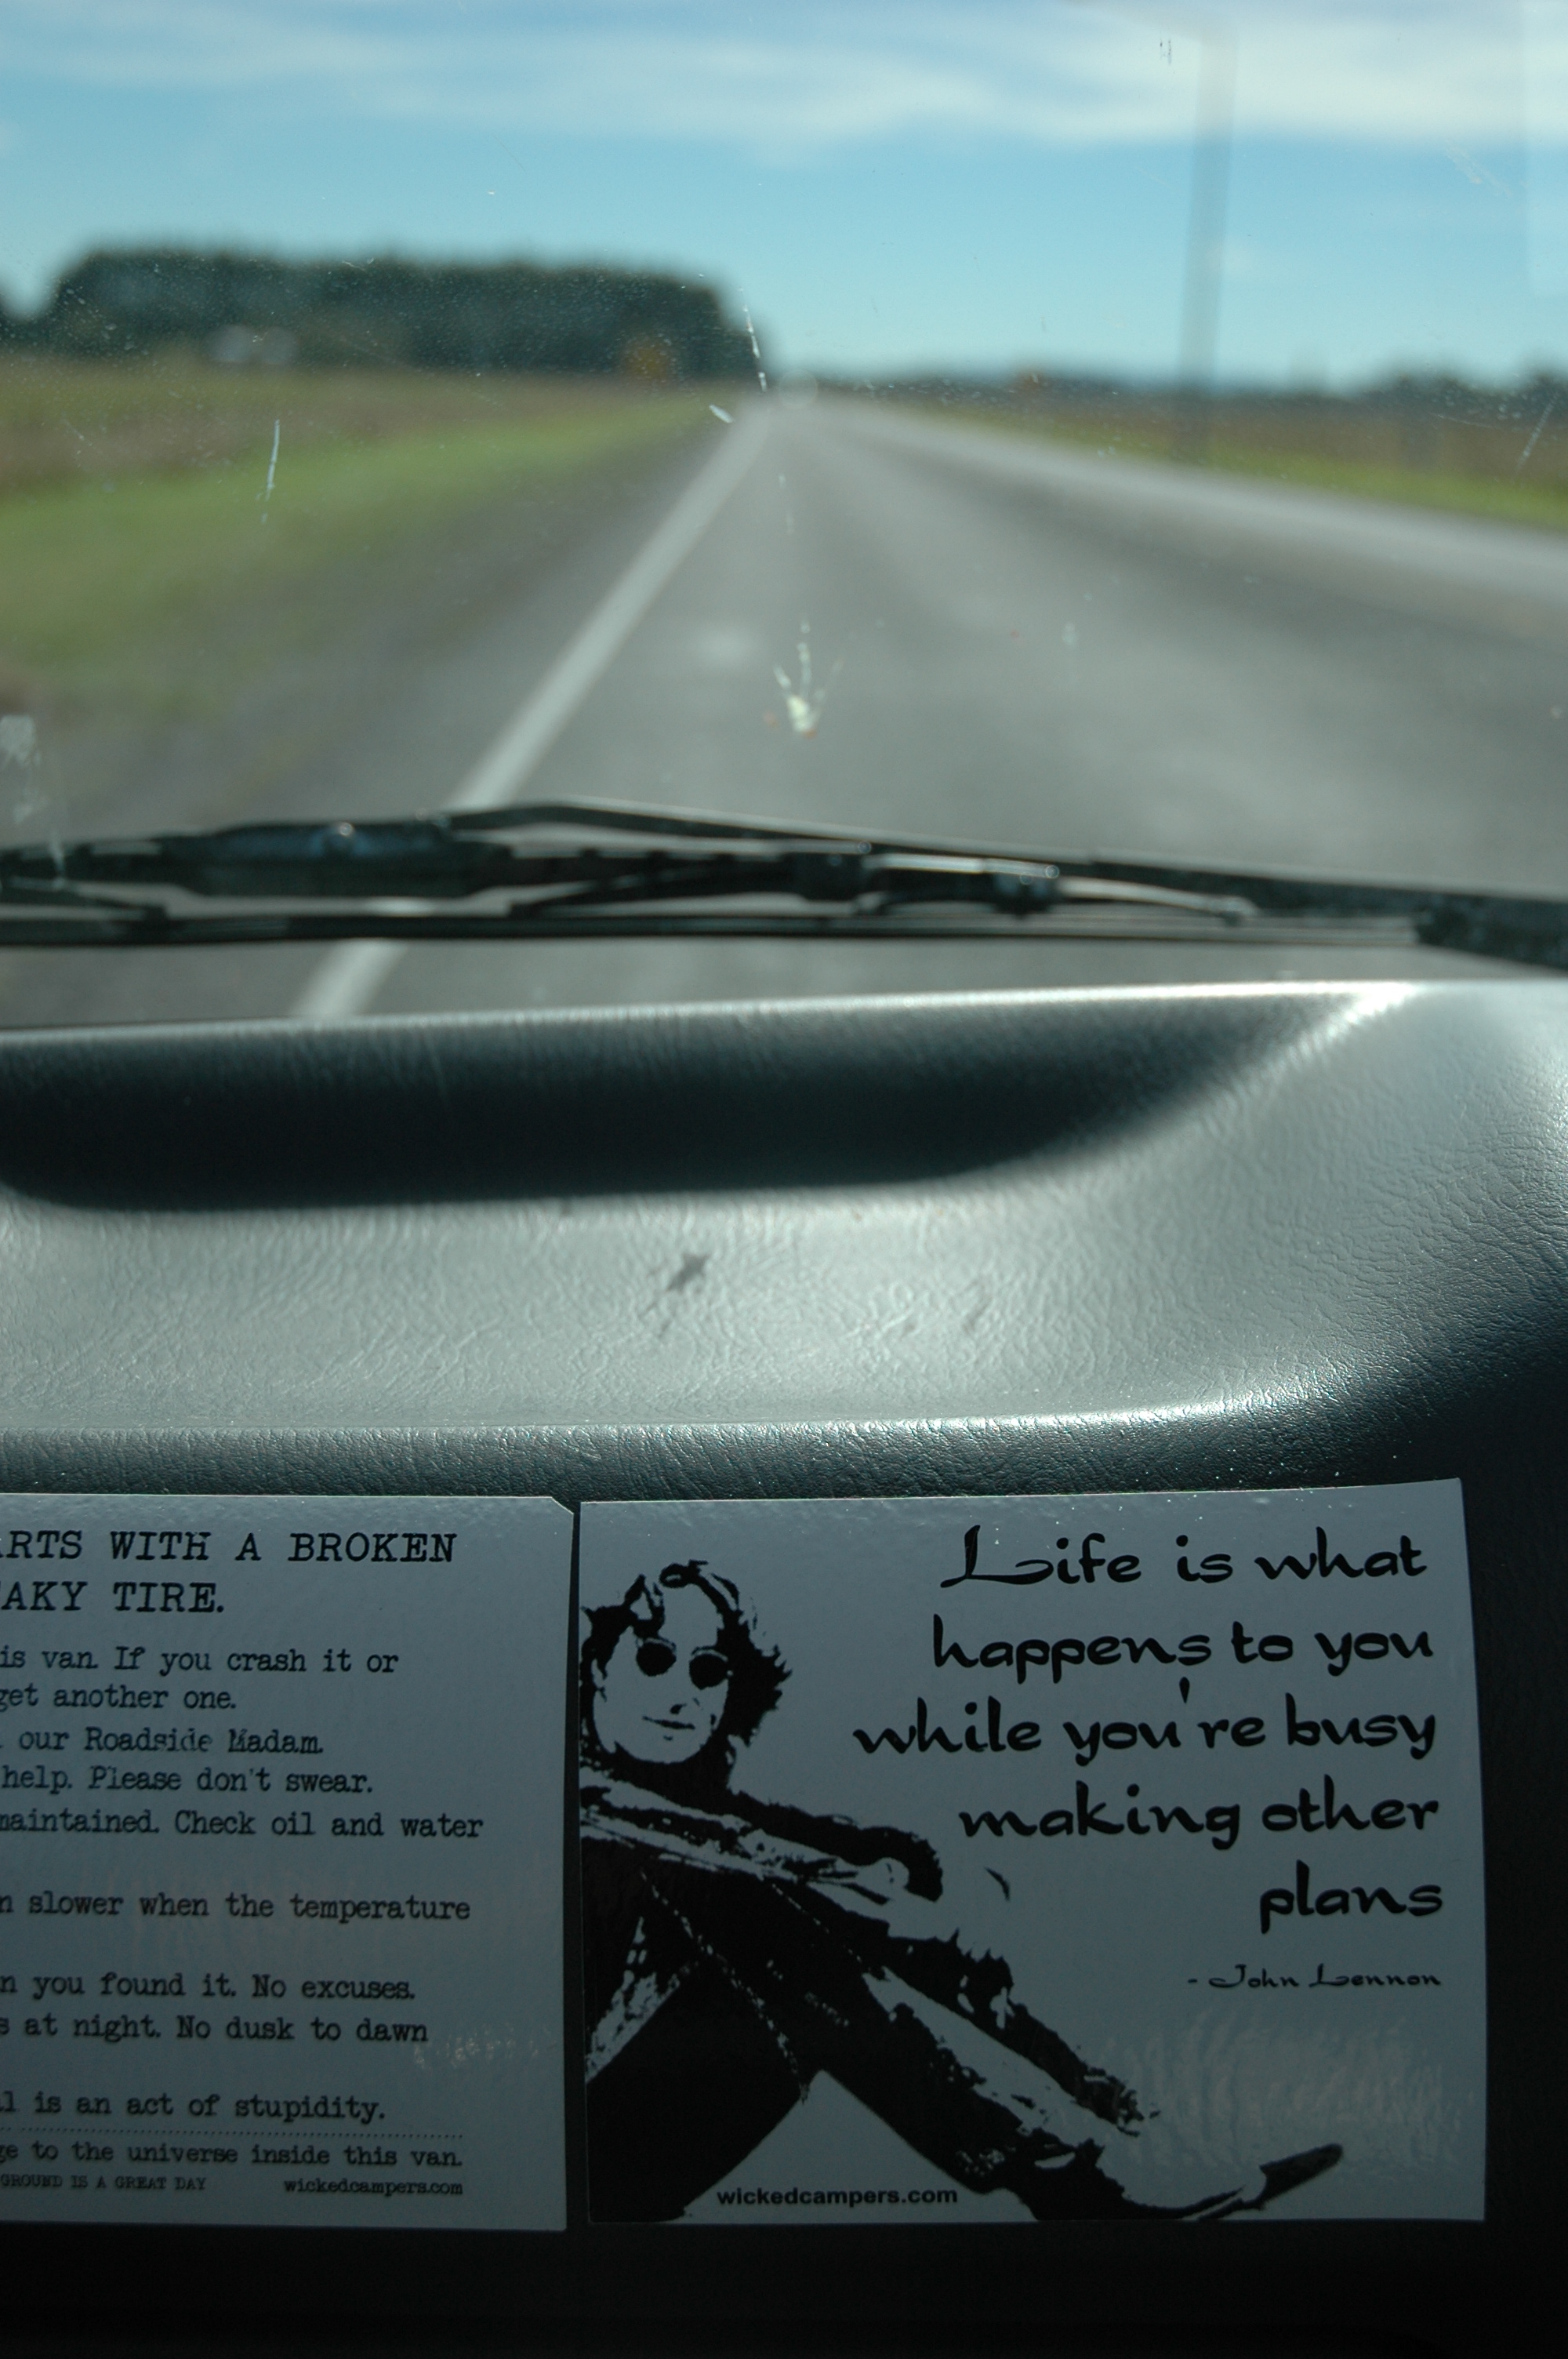 ARTS WITH A BROKEN
AKY TIRE.
is van. If you crash it or
get another one.
our Roadside Madam.
help. Please don't swear.
maintained. Check oil and water
n slower when the temperature
n you found it. No excuses.
s at night. No dusk to dawn
l is an act of stupidity.
ge to the universe inside this van.
GROUND IS A GREAT DAY wickedcampers.com
Life is what
happens to you
while you're busy
making other
plans
- John Lennon
wickedcampers.com